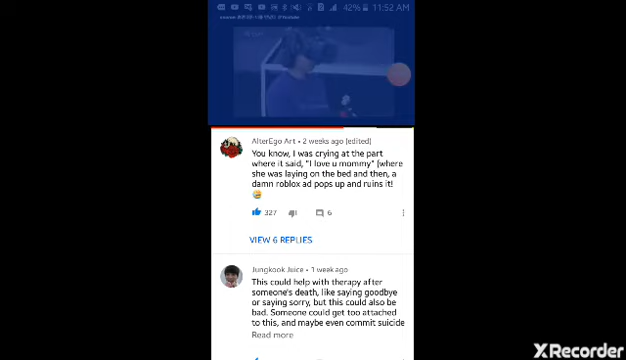 42% 11:52 AM
AlterEgo Art • 2 weeks ago (edited)
You know, I was crying at the part
where it said, "I love u mommy" (where
she was laying on the bed and then, a
damn roblox ad pops up and ruins it!
327 6
VIEW 6 REPLIES
Jungkook Juice • 1 week ago
This could help with therapy after
someone's death, like saying goodbye
or saying sorry, but this could also be
bad. Someone could get too attached
to this, and maybe even commit suicide
Read more
XRecorder